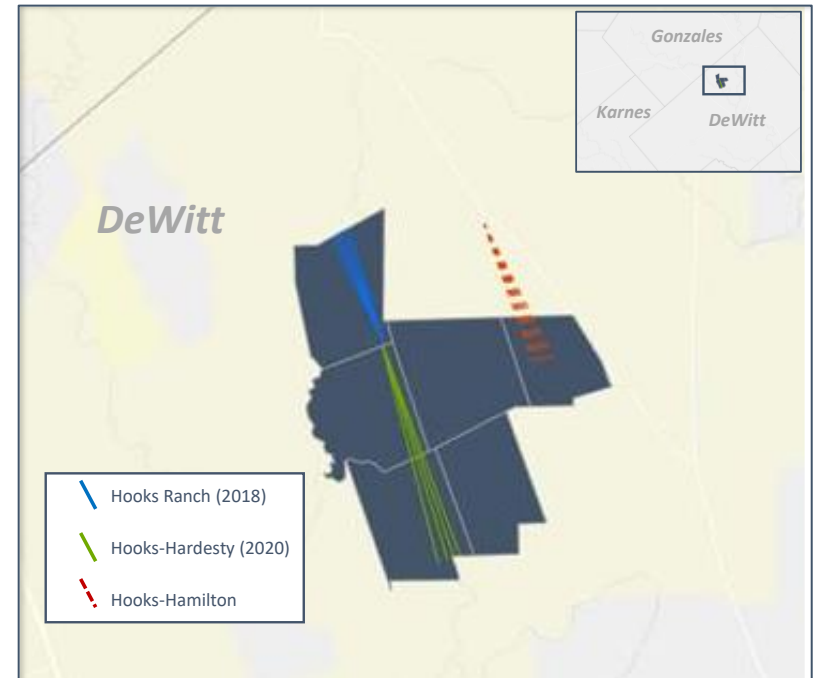 Gonzales
Karnes
DeWitt
DeWitt
Hooks Ranch (2018)
Hooks-Hardesty (2020)
Hooks-Hamilton